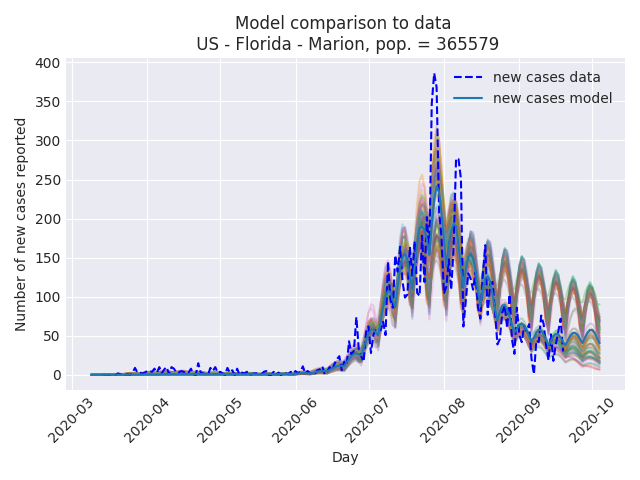 Model comparison to data
US - Florida - Marion, pop. = 365579
400
350
300
250
200
150
100
50
0
Number of new cases reported
new cases data
new cases model
2020-03
2020-04
2020-05
2020-06
2020-07
2020-08
2020-09
2020-10
Day